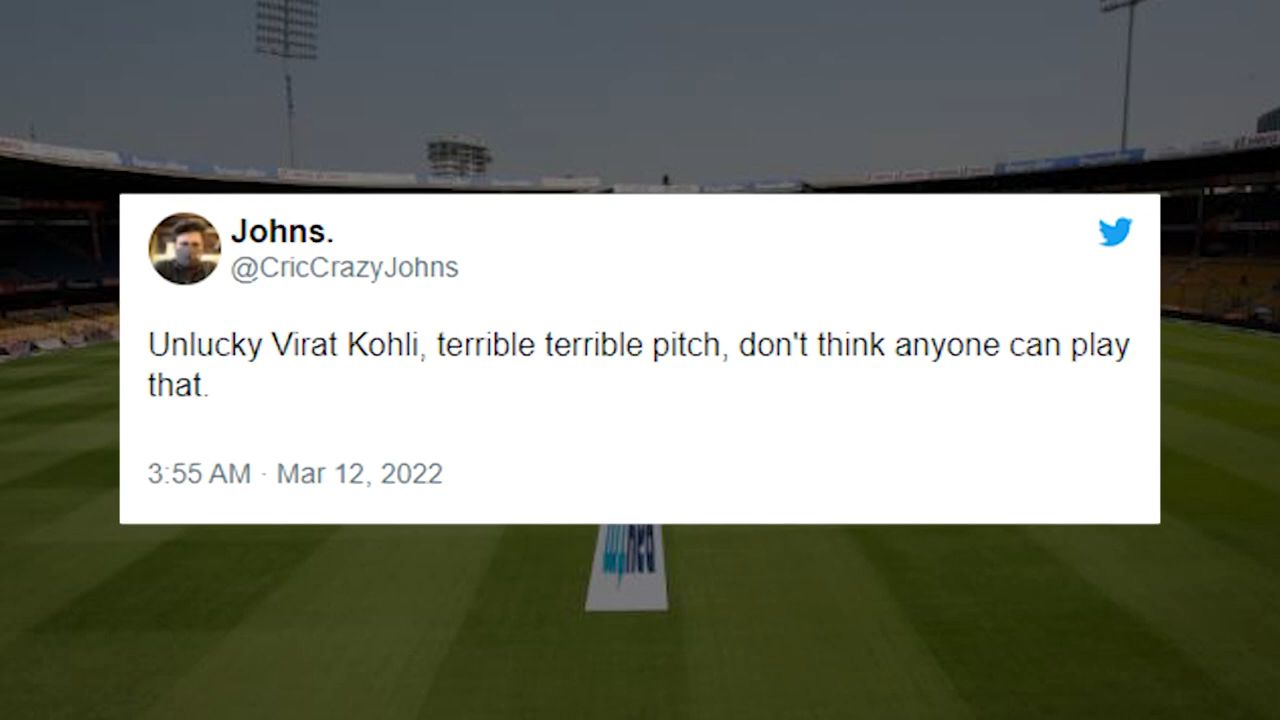 Johns.
@CricCrazyJohns
Unlucky Virat Kohli, terrible terrible pitch, don't think anyone can play
that.
3:55 AM · Mar 12, 2022